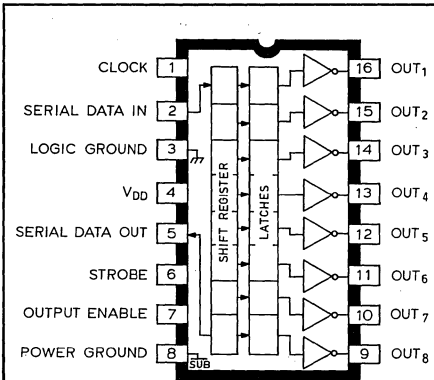 CLOCK 1 16 OUT1
SERIAL DATA IN 2 15 OUT2
LOGIC GROUND 3 14 OUT3
VDD 4 13 OUT4
SERIAL DATA OUT 5 12 OUT5
STROBE 6 11 OUT6
OUTPUT ENABLE 7 10 OUT7
POWER GROUND 8 9 OUT8
SUB
SHIFT REGISTER
LATCHES